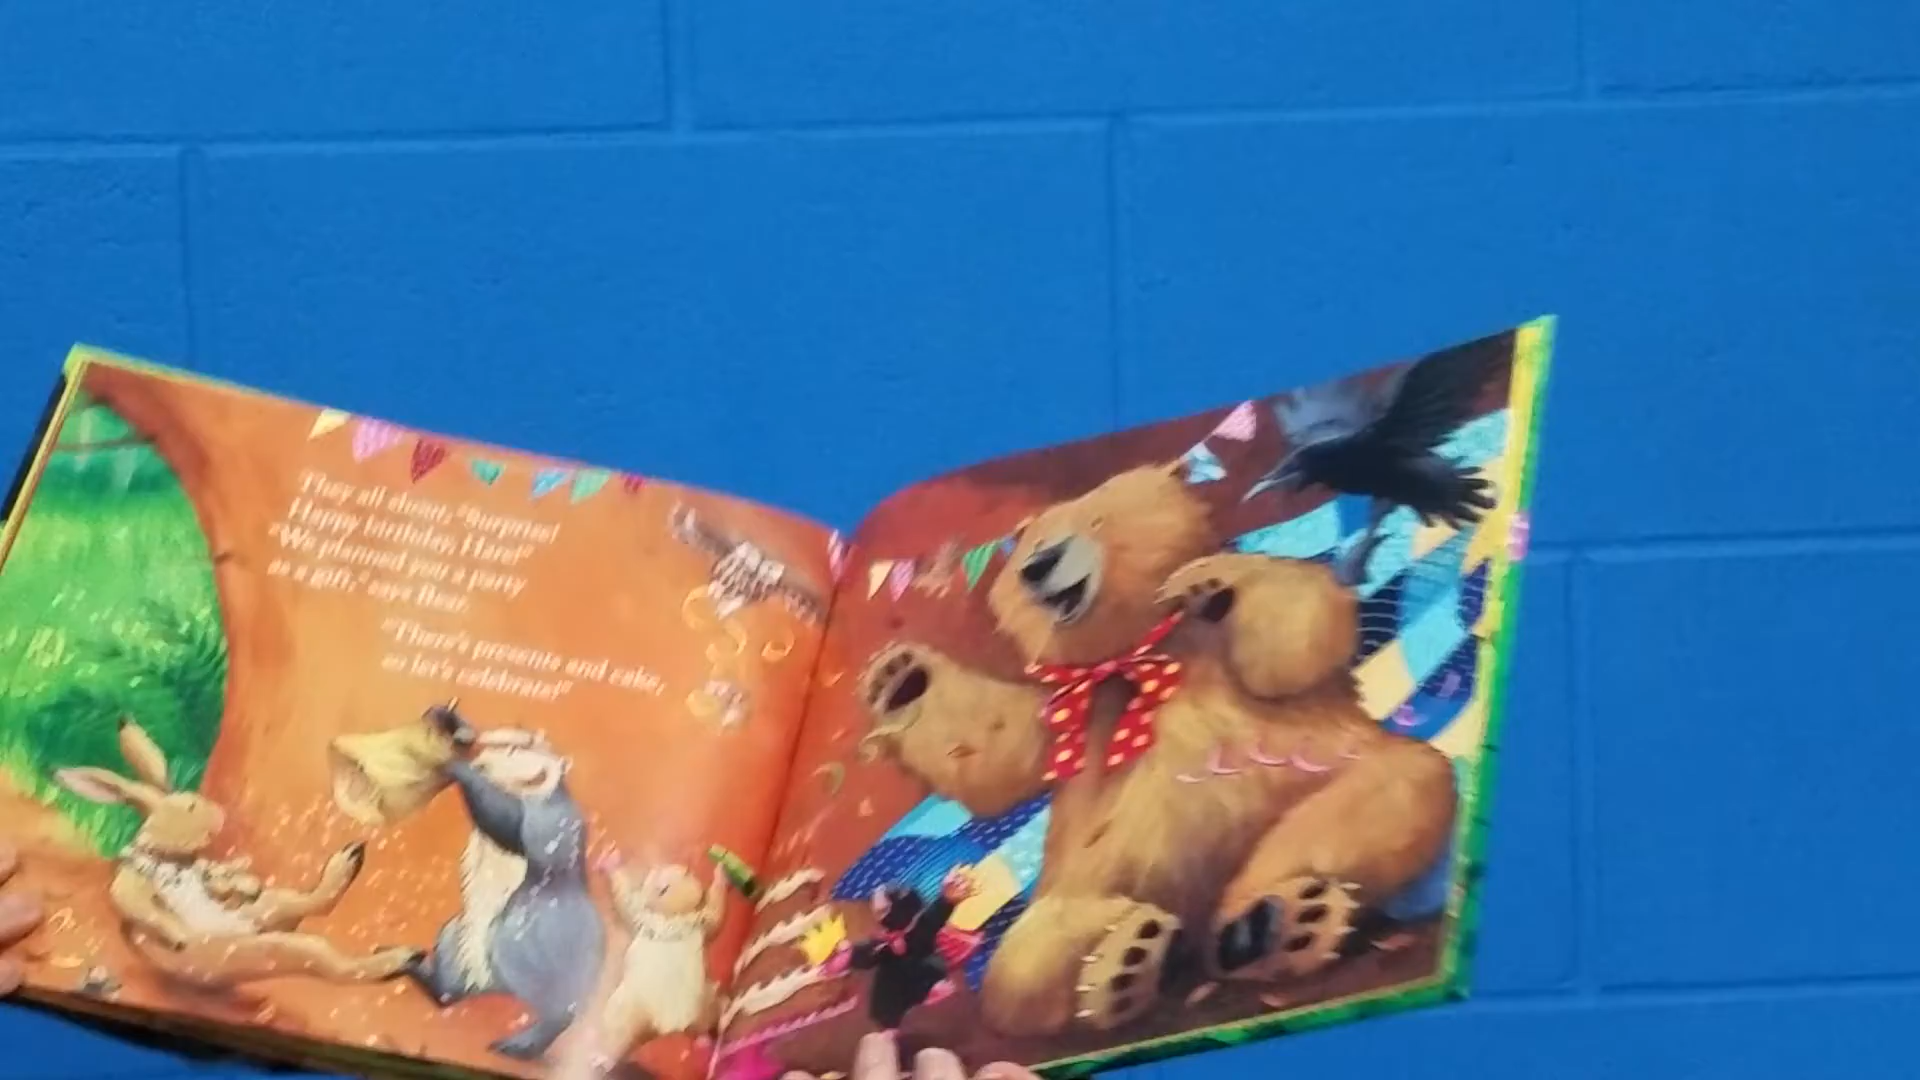 They all shout, "Surprise!
Happy birthday, Hare!"
"We planned you a party
as a gift," says Bear.
"There's presents and cake,
so let's celebrate!"